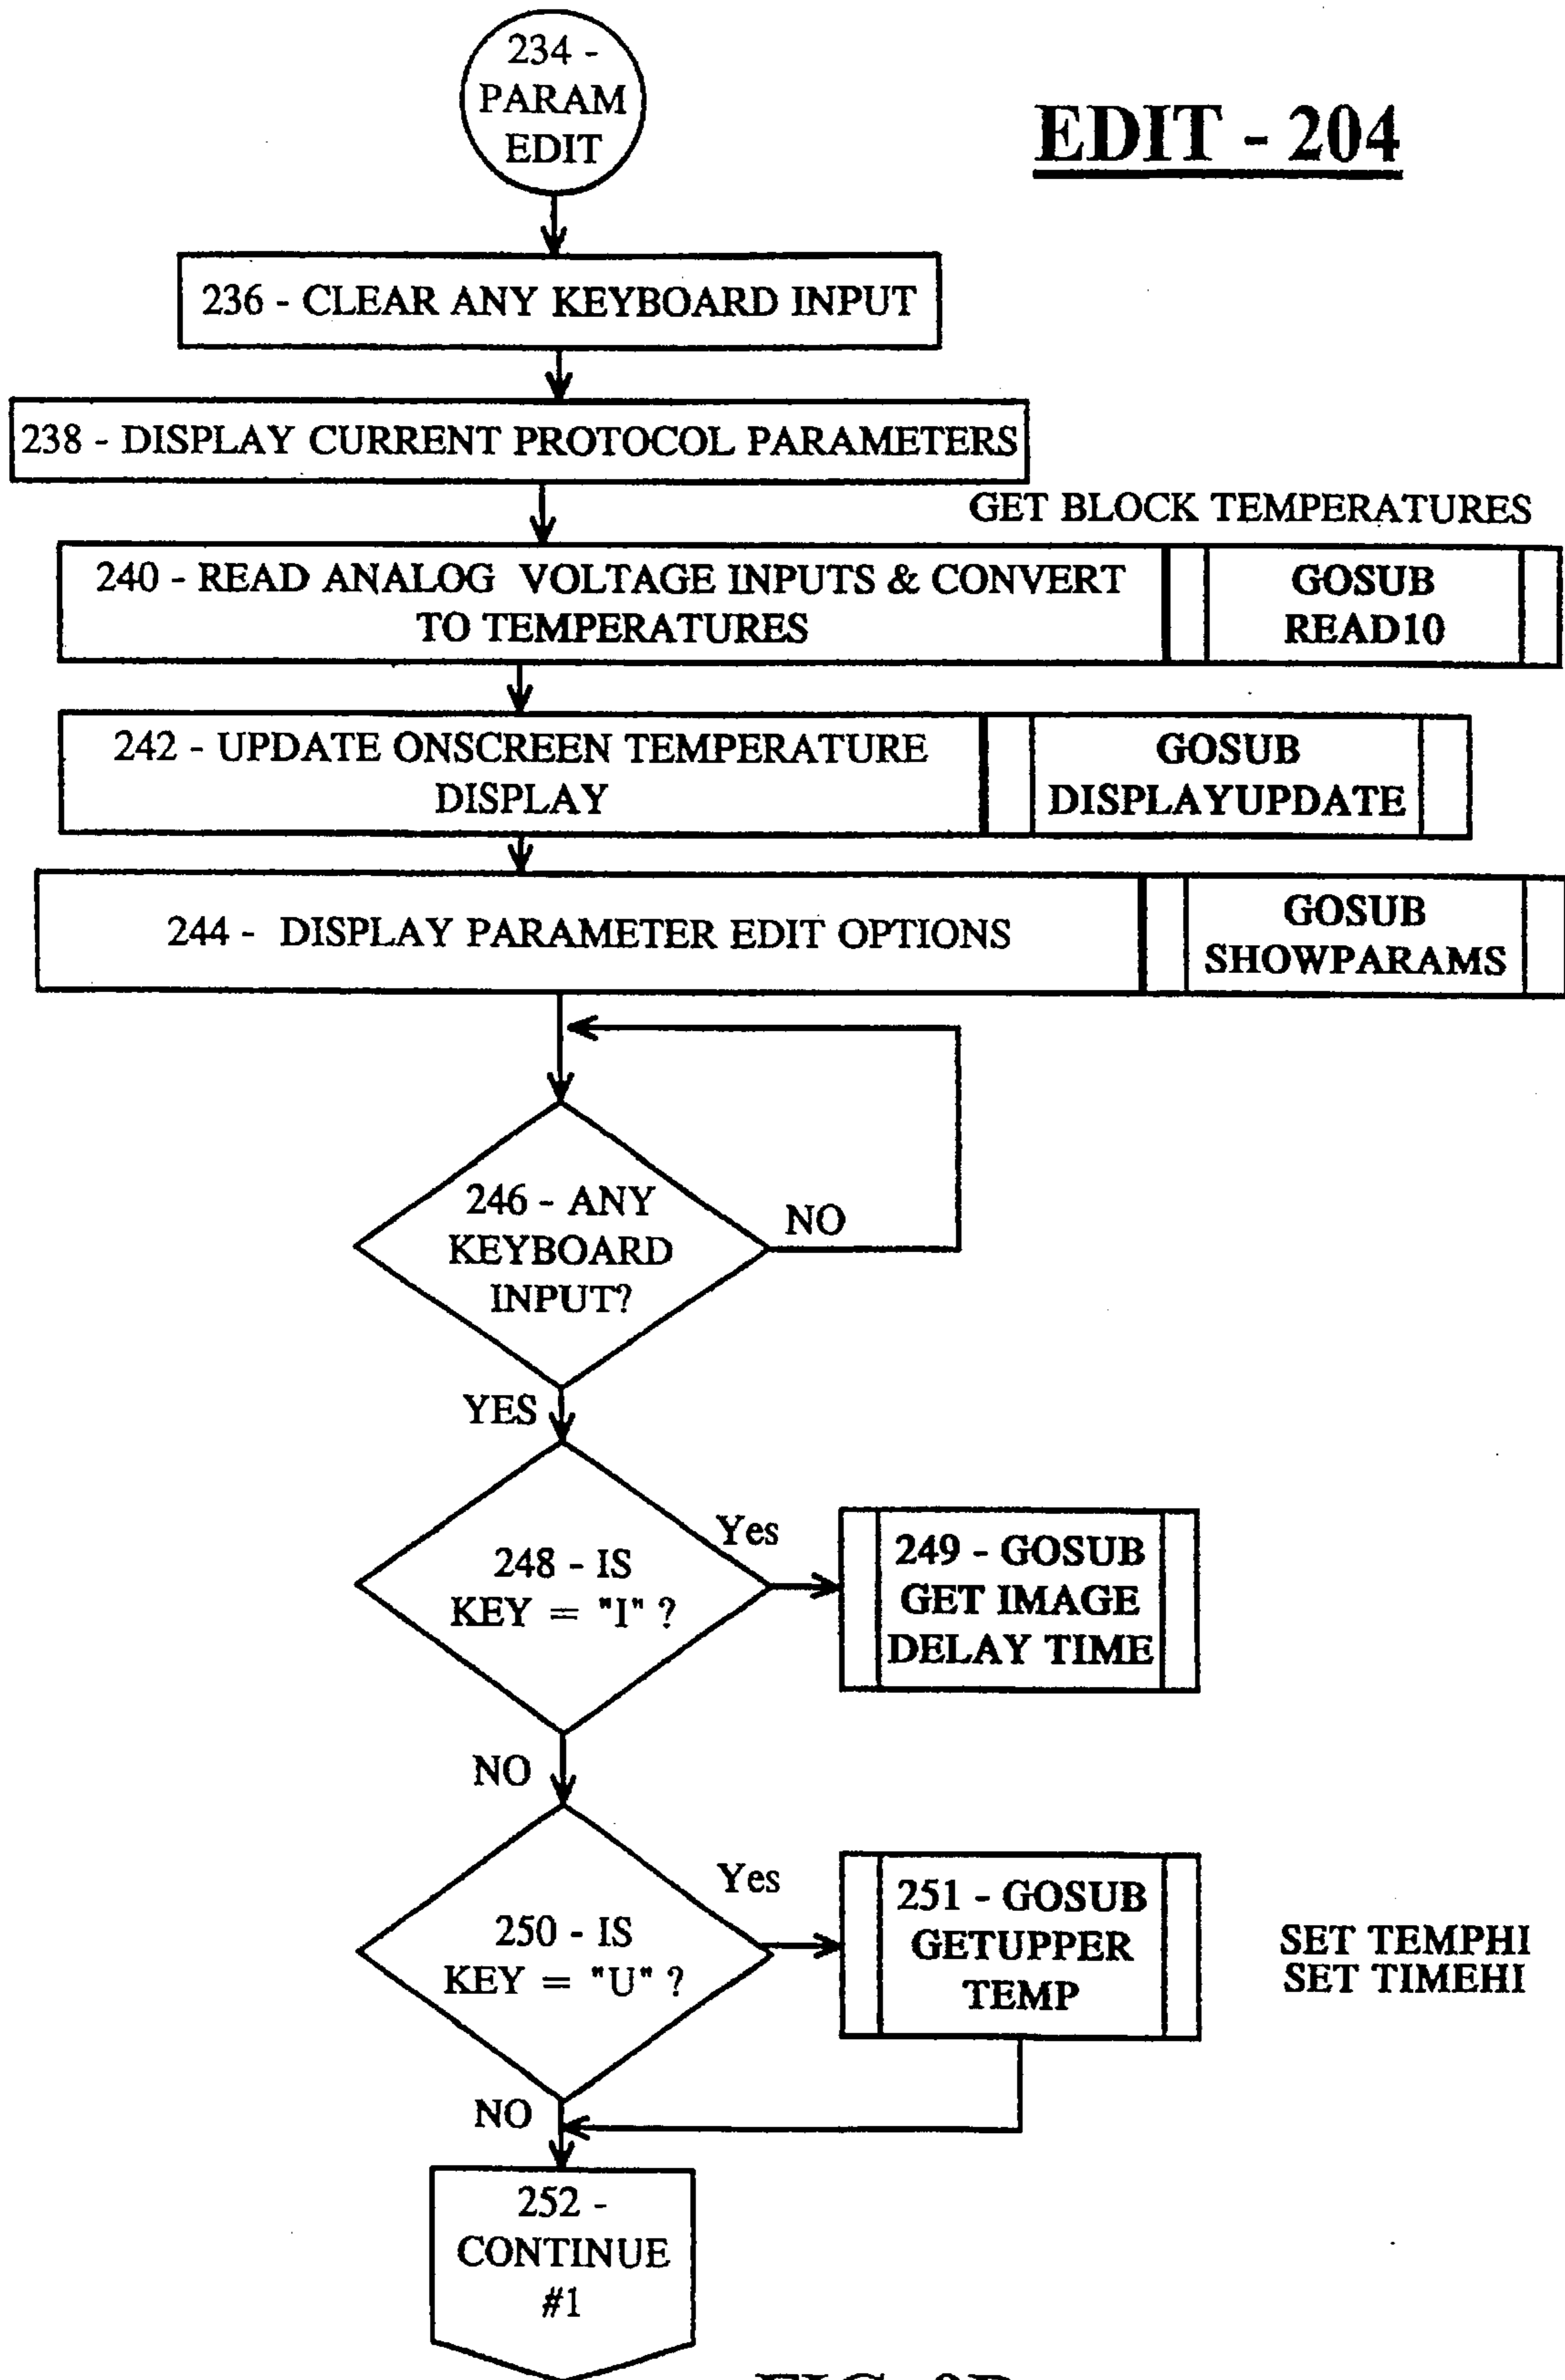 234 -
PARAM
EDIT
EDIT - 204
236 - CLEAR ANY KEYBOARD INPUT
238 - DISPLAY CURRENT PROTOCOL PARAMETERS
GET BLOCK TEMPERATURES
240 - READ ANALOG VOLTAGE INPUTS & CONVERT
TO TEMPERATURES
GOSUB
READ10
242 - UPDATE ONSCREEN TEMPERATURE
DISPLAY
GOSUB
DISPLAYUPDATE
244 - DISPLAY PARAMETER EDIT OPTIONS
GOSUB
SHOWPARAMS
246 - ANY
KEYBOARD
INPUT?
NO
YES
248 - IS
KEY = "I" ?
Yes
249 - GOSUB
GET IMAGE
DELAY TIME
NO
250 - IS
KEY = "U" ?
Yes
251 - GOSUB
GETUPPER
TEMP
SET TEMPHI
SET TIMEHI
NO
252 -
CONTINUE
#1